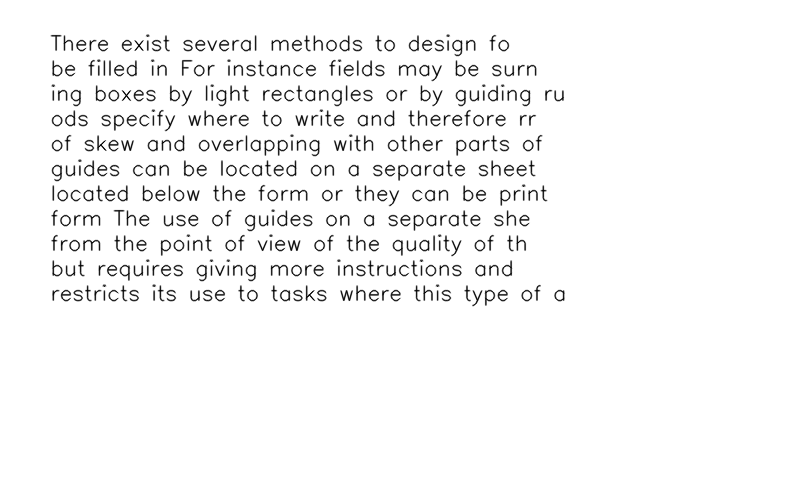 There exist several methods to design fo
be filled in For instance fields may be surn
ing boxes by light rectangles or by guiding ru
ods specify where to write and therefore rr
of skew and overlapping with other parts of
guides can be located on a separate sheet
located below the form or they can be print
form The use of guides on a separate she
from the point of view of the quality of th
but requires giving more instructions and
restricts its use to tasks where this type of a